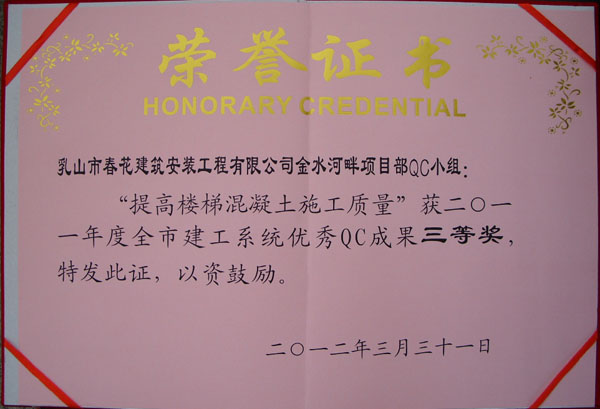 荣誉证书
HONORARY CREDENTIAL
乳山市春花建筑安装工程有限公司金水河畔项目部QC小组：
“提高楼梯混凝土施工质量”获二〇一
一年度全市建工系统优秀QC成果三等奖，
特发此证，以资鼓励。
二〇一二年三月三十一日